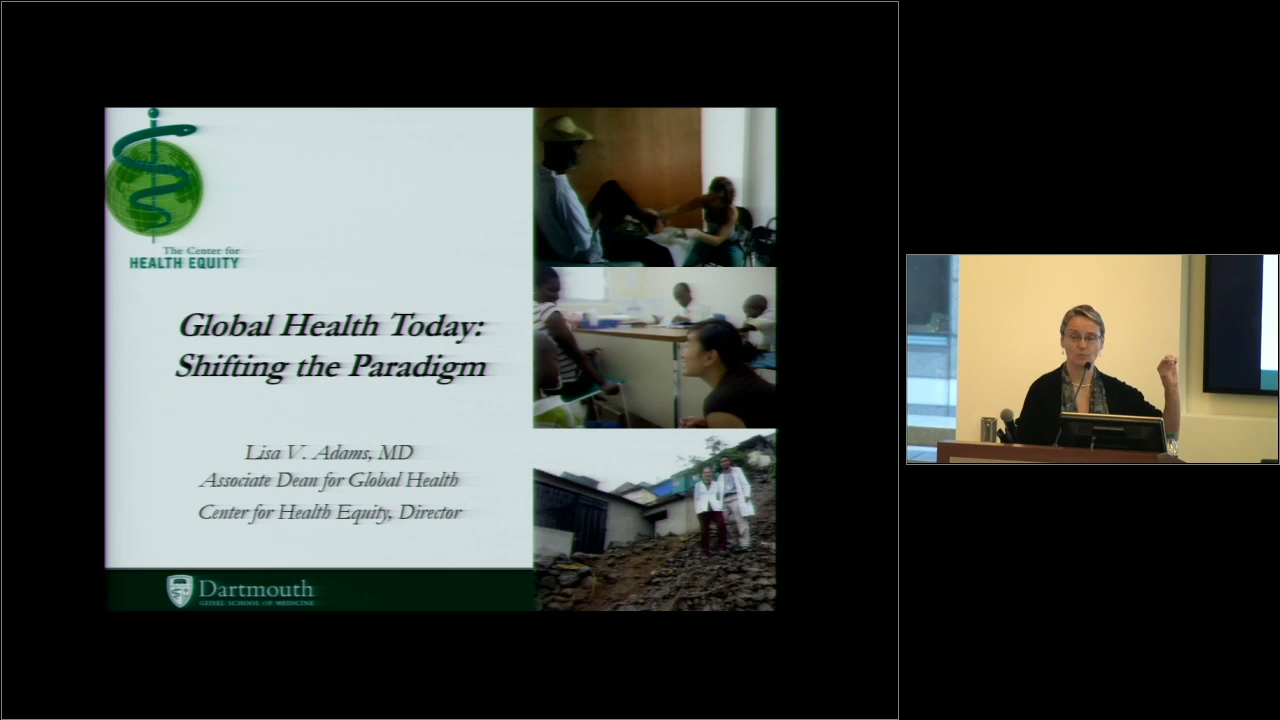 The Center for
HEALTH EQUITY
Global Health Today:
Shifting the Paradigm
Lisa V. Adams, MD
Associate Dean for Global Health
Center for Health Equity, Director
Dartmouth
GEISEL SCHOOL OF MEDICINE